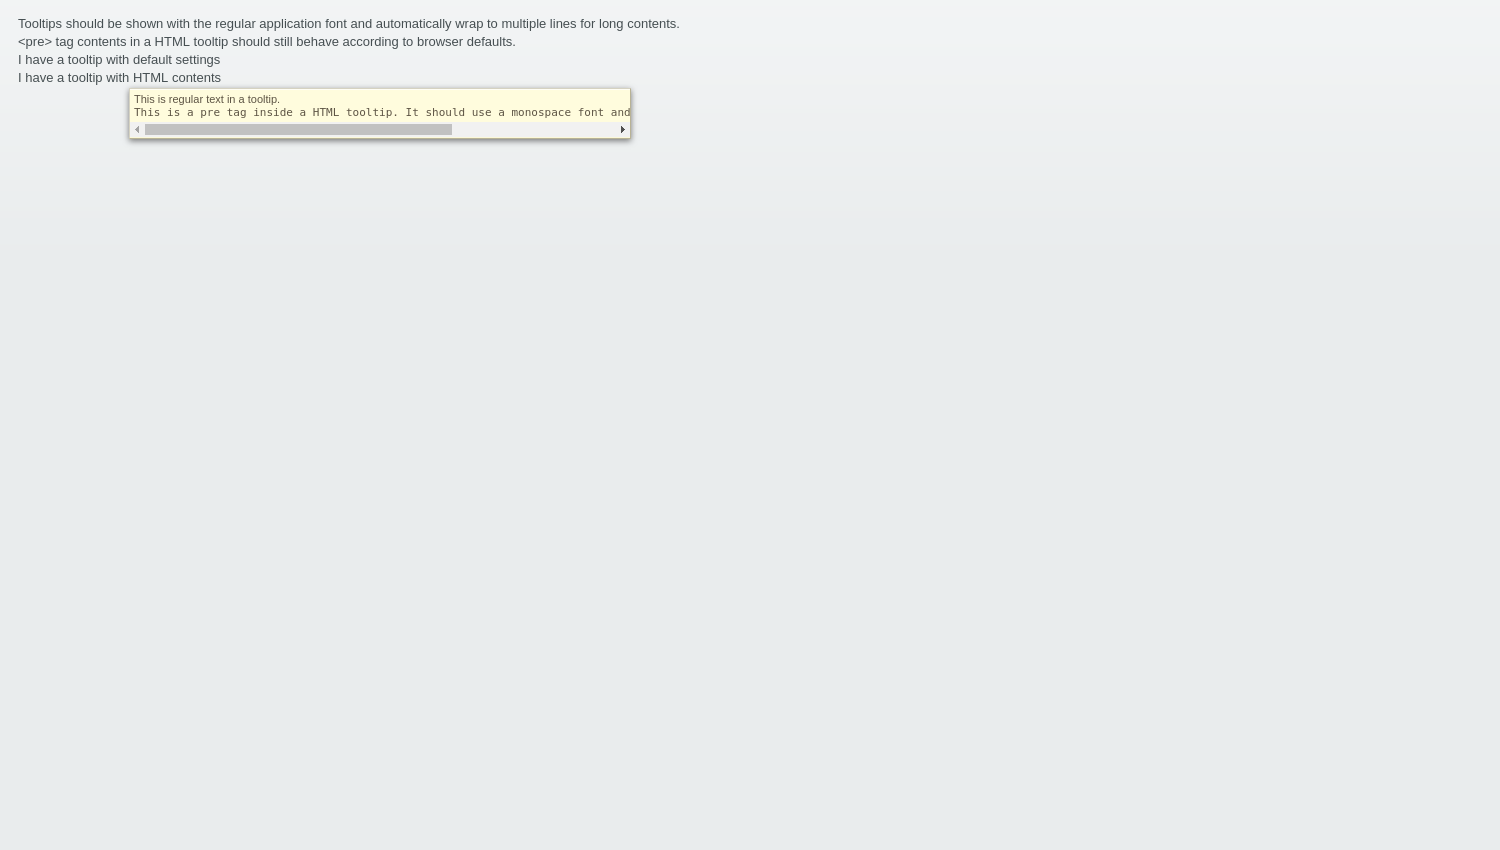 Tooltips should be shown with the regular application font and automatically wrap to multiple lines for long contents.
<pre> tag contents in a HTML tooltip should still behave according to browser defaults.
I have a tooltip with default settings
I have a tooltip with HTML contents
This is regular text in a tooltip.
This is a pre tag inside a HTML tooltip. It should use a monospace font and